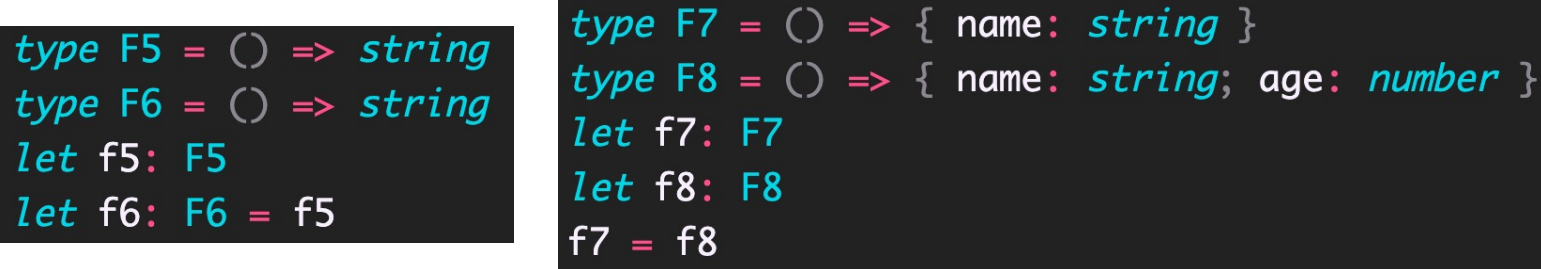 type F5 = () => string
type F6 = () => string
let f5: F5
let f6: F6 = f5
type F7 = () => { name: string }
type F8 = () => { name: string; age: number }
let f7: F7
let f8: F8
f7 = f8